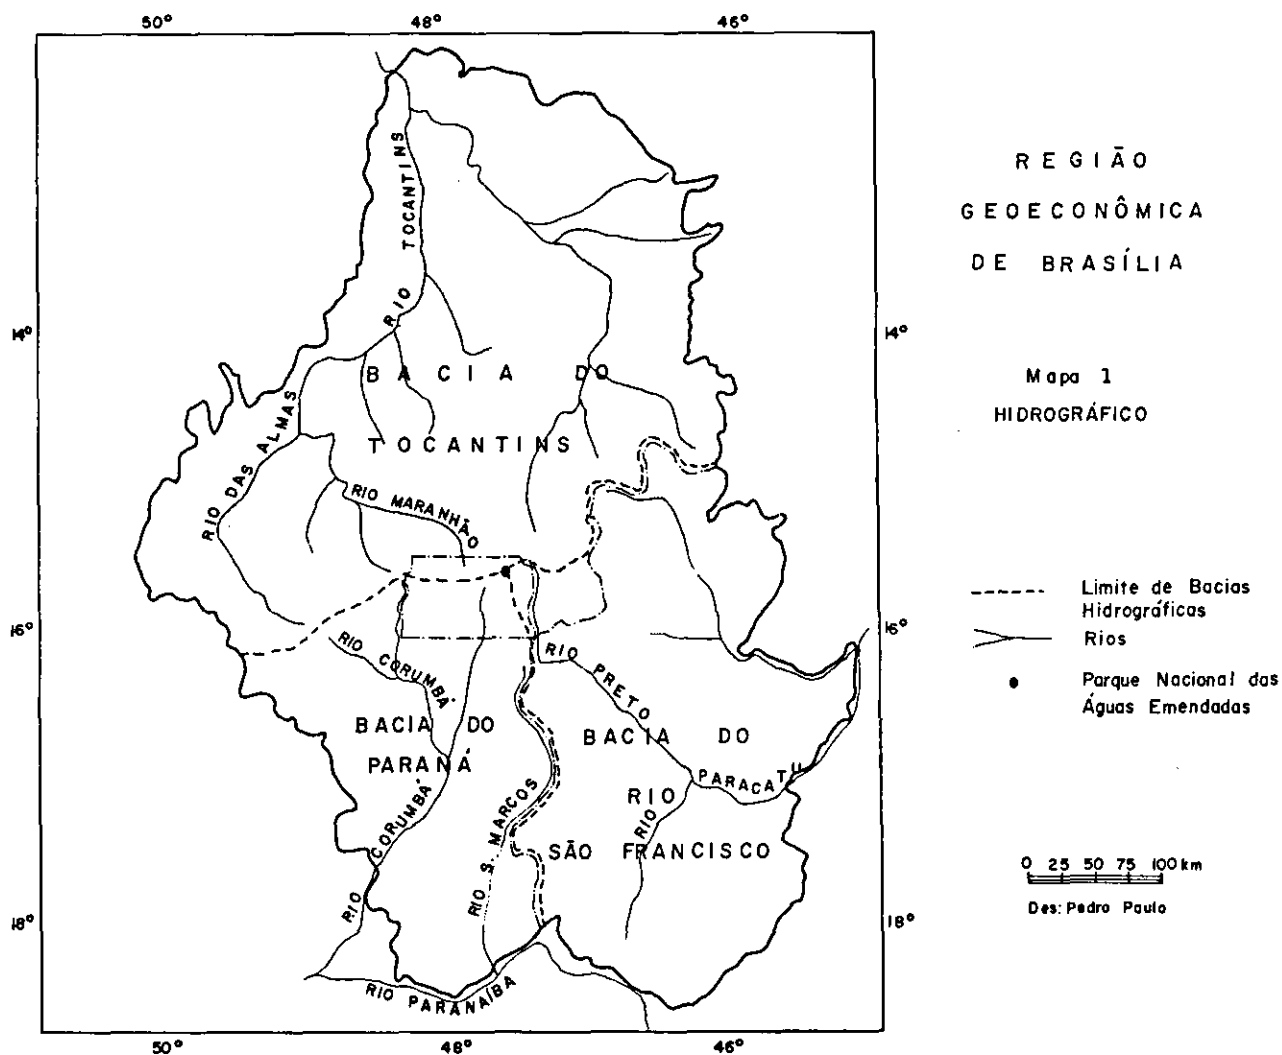 50° 48° 46°
REGIÃO
GEOECONÔMICA
DE BRASÍLIA
Mapa 1
HIDROGRÁFICO
14° 14°
16° 16°
18° 18°
RIO TOCANTINS
BACIA DO
TOCANTINS
RIO DAS ALMAS
RIO MARANHÃO
RIO CORUMBÁ
RIO PRETO
BACIA DO
PARANÁ
BACIA DO
RIO
SÃO FRANCISCO
PARACATU
RIO
RIO CORUMBÁ
RIO S. MARCOS
RIO PARANAÍBA
Limite de Bacias
Hidrográficas
Rios
Parque Nacional das
Águas Emendadas
0 25 50 75 100 km
Des: Pedro Paulo
50° 48° 46°